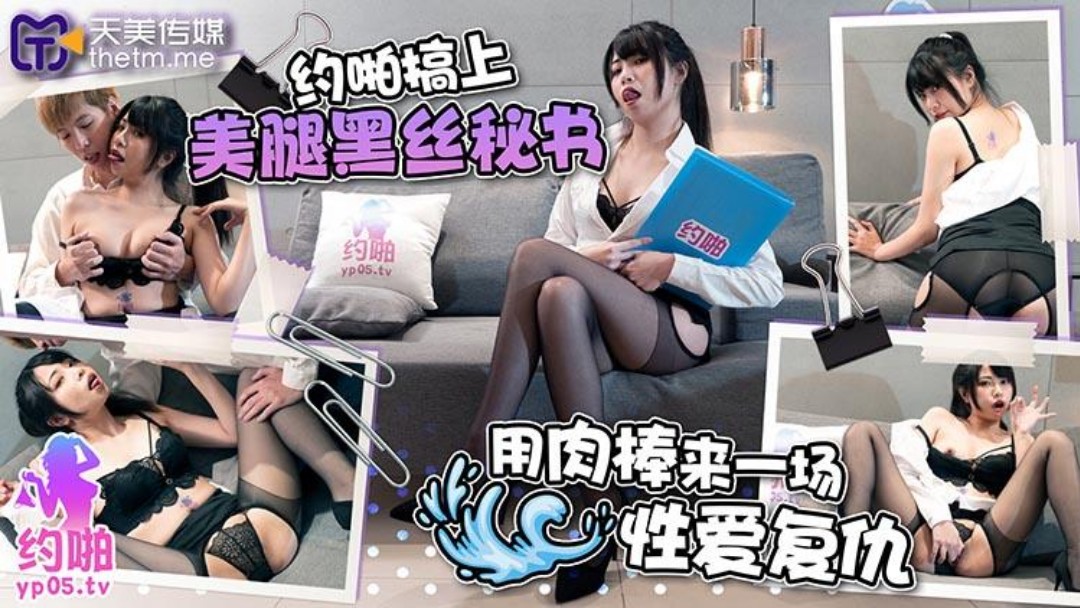 天美传媒
thetm.me
约啪搞上
美腿黑丝秘书
约啪
yp05.tv
约啪
用肉棒来一场
性爱复仇
约啪
yp05.tv